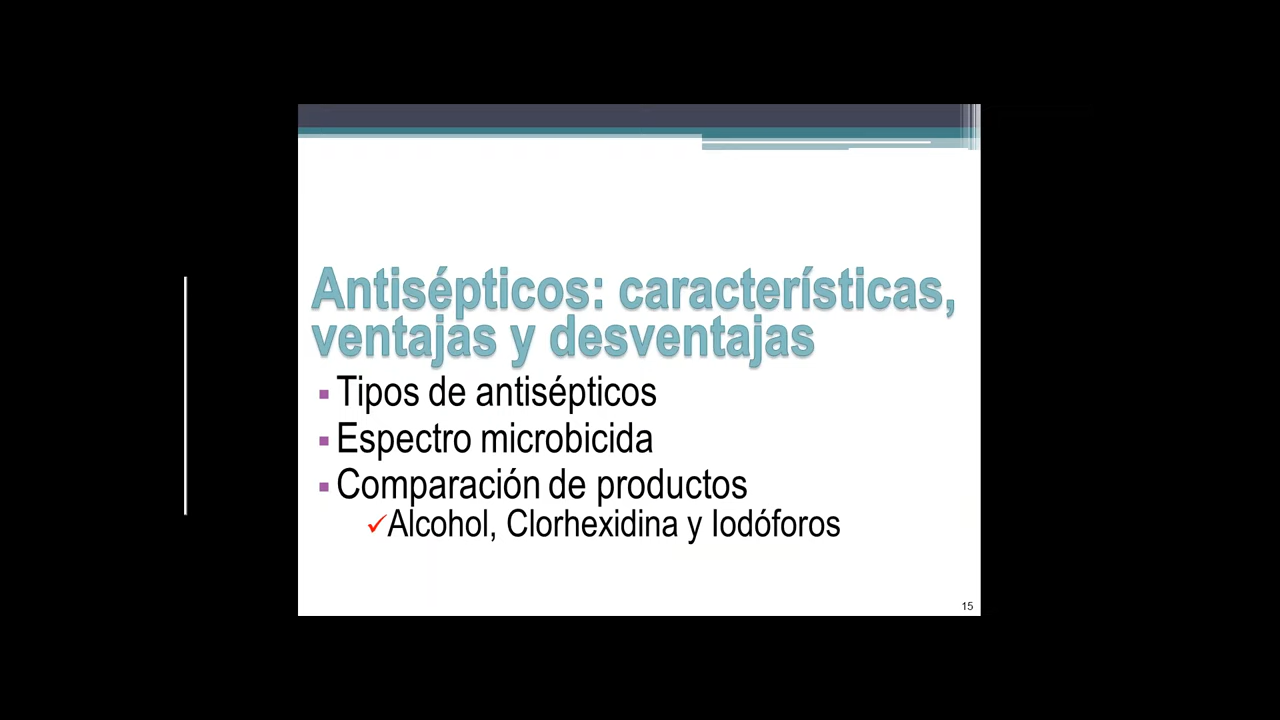 Antisépticos: características,
ventajas y desventajas
▪ Tipos de antisépticos
▪ Espectro microbicida
▪ Comparación de productos
✓Alcohol, Clorhexidina y Iodóforos
15